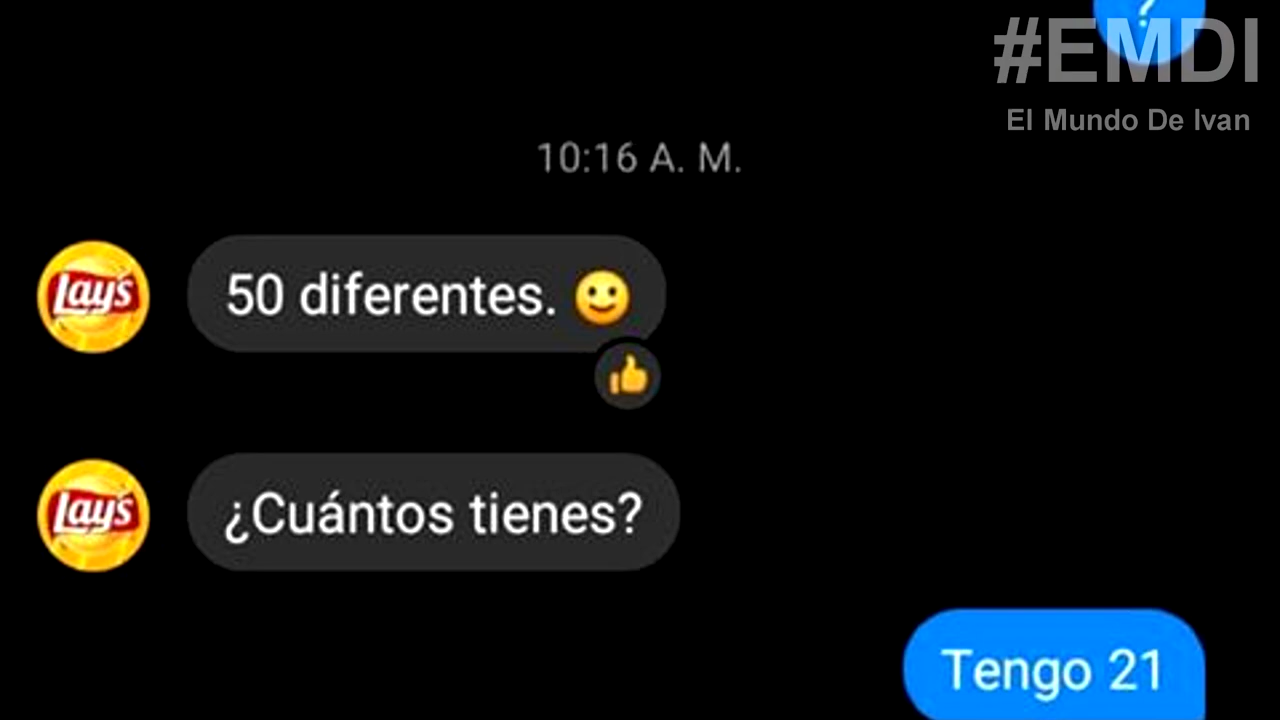 ?
#EMDI
El Mundo De Ivan
10:16 A. M.
Lay's
50 diferentes.
Lay's
¿Cuántos tienes?
Tengo 21